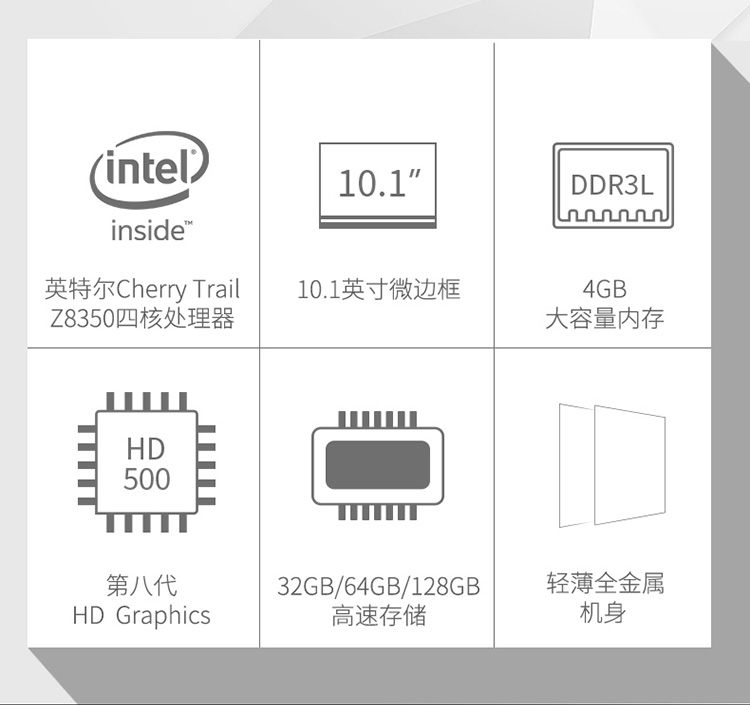 intel®
inside™
英特尔Cherry Trail
Z8350四核处理器
10.1″
10.1英寸微边框
DDR3L
4GB
大容量内存
HD
500
第八代
HD Graphics
32GB/64GB/128GB
高速存储
轻薄全金属
机身